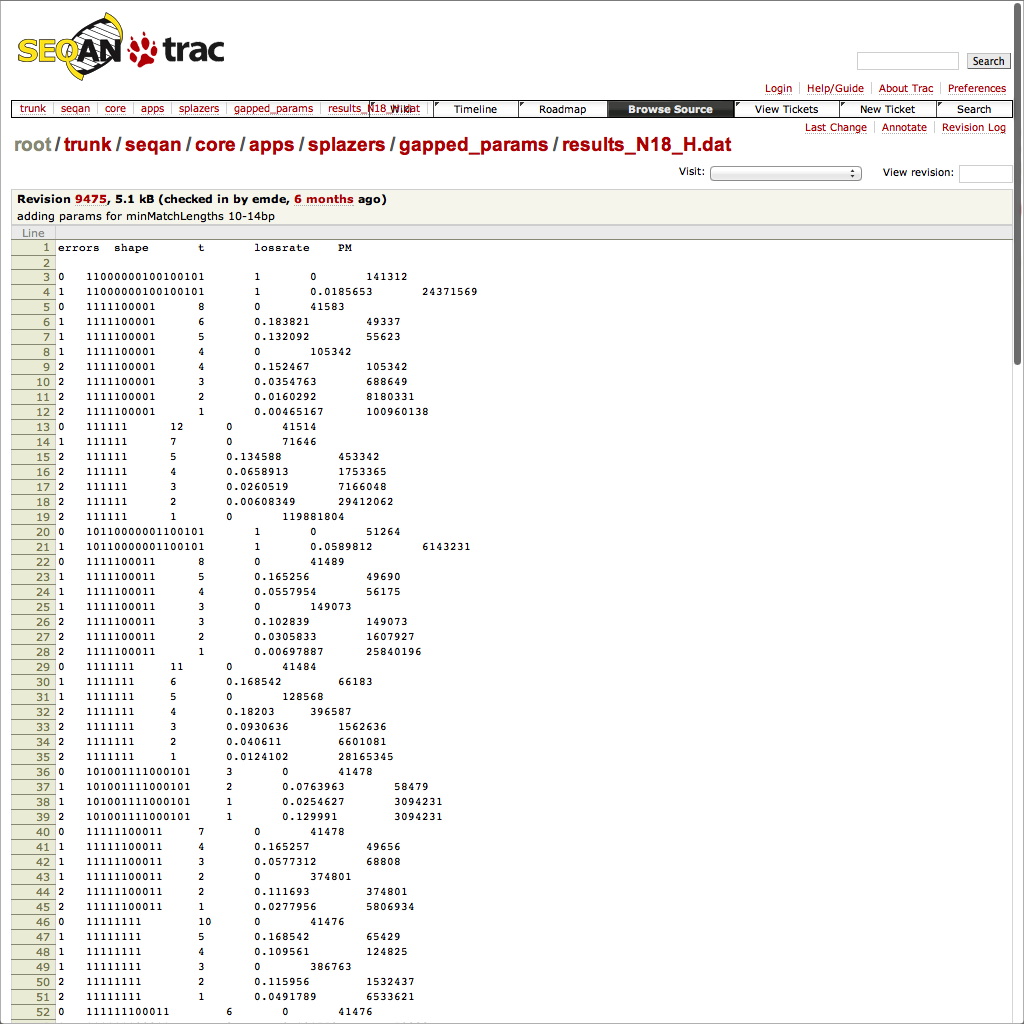 SEQAN trac
Search
Login Help/Guide About Trac Preferences
trunk seqan core apps splazers gapped_params results_N18_H.dat Wiki Timeline Roadmap Browse Source View Tickets New Ticket Search
Last Change Annotate Revision Log
root/trunk/seqan/core/apps/splazers/gapped_params/results_N18_H.dat
Visit: View revision:
Revision 9475, 5.1 kB (checked in by emde, 6 months ago)
adding params for minMatchLengths 10-14bp
Line
1 errors shape t lossrate PM
2
3 0 11000000100100101 1 0 141312
4 1 11000000100100101 1 0.0185653 24371569
5 0 1111100001 8 0 41583
6 1 1111100001 6 0.183821 49337
7 1 1111100001 5 0.132092 55623
8 1 1111100001 4 0 105342
9 2 1111100001 4 0.152467 105342
10 2 1111100001 3 0.0354763 688649
11 2 1111100001 2 0.0160292 8180331
12 2 1111100001 1 0.00465167 100960138
13 0 111111 12 0 41514
14 1 111111 7 0 71646
15 2 111111 5 0.134588 453342
16 2 111111 4 0.0658913 1753365
17 2 111111 3 0.0260519 7166048
18 2 111111 2 0.00608349 29412062
19 2 111111 1 0 119881804
20 0 10110000001100101 1 0 51264
21 1 10110000001100101 1 0.0589812 6143231
22 0 1111100011 8 0 41489
23 1 1111100011 5 0.165256 49690
24 1 1111100011 4 0.0557954 56175
25 1 1111100011 3 0 149073
26 2 1111100011 3 0.102839 149073
27 2 1111100011 2 0.0305833 1607927
28 2 1111100011 1 0.00697887 25840196
29 0 1111111 11 0 41484
30 1 1111111 6 0.168542 66183
31 1 1111111 5 0 128568
32 2 1111111 4 0.18203 396587
33 2 1111111 3 0.0930636 1562636
34 2 1111111 2 0.040611 6601081
35 2 1111111 1 0.0124102 28165345
36 0 101001111000101 3 0 41478
37 1 101001111000101 2 0.0763963 58479
38 1 101001111000101 1 0.0254627 3094231
39 2 101001111000101 1 0.129991 3094231
40 0 11111100011 7 0 41478
41 1 11111100011 4 0.165257 49656
42 1 11111100011 3 0.0577312 68808
43 1 11111100011 2 0 374801
44 2 11111100011 2 0.111693 374801
45 2 11111100011 1 0.0277956 5806934
46 0 11111111 10 0 41476
47 1 11111111 5 0.168542 65429
48 1 11111111 4 0.109561 124825
49 1 11111111 3 0 386763
50 2 11111111 2 0.115956 1532437
51 2 11111111 1 0.0491789 6533621
52 0 111111100011 6 0 41476